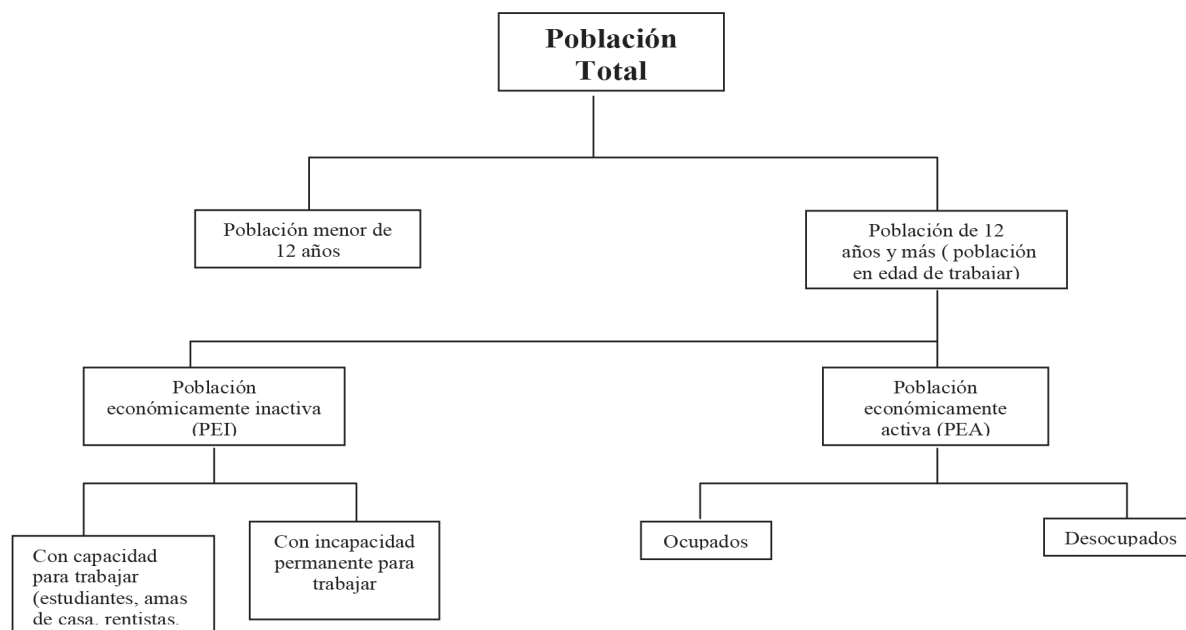 Población
Total
Población menor de
12 años
Población de 12
años y más ( población
en edad de trabajar)
Población
económicamente inactiva
(PEI)
Población
económicamente
activa (PEA)
Con capacidad
para trabajar
(estudiantes, amas
de casa, rentistas,
Con incapacidad
permanente para
trabajar
Ocupados
Desocupados